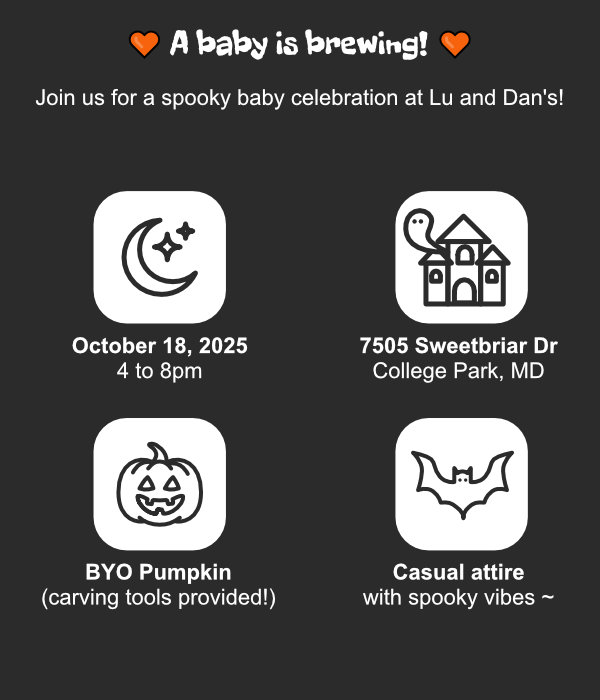 A baby is brewing!
Join us for a spooky baby celebration at Lu and Dan's!
October 18, 2025
4 to 8pm
7505 Sweetbriar Dr
College Park, MD
BYO Pumpkin
(carving tools provided!)
Casual attire
with spooky vibes ~